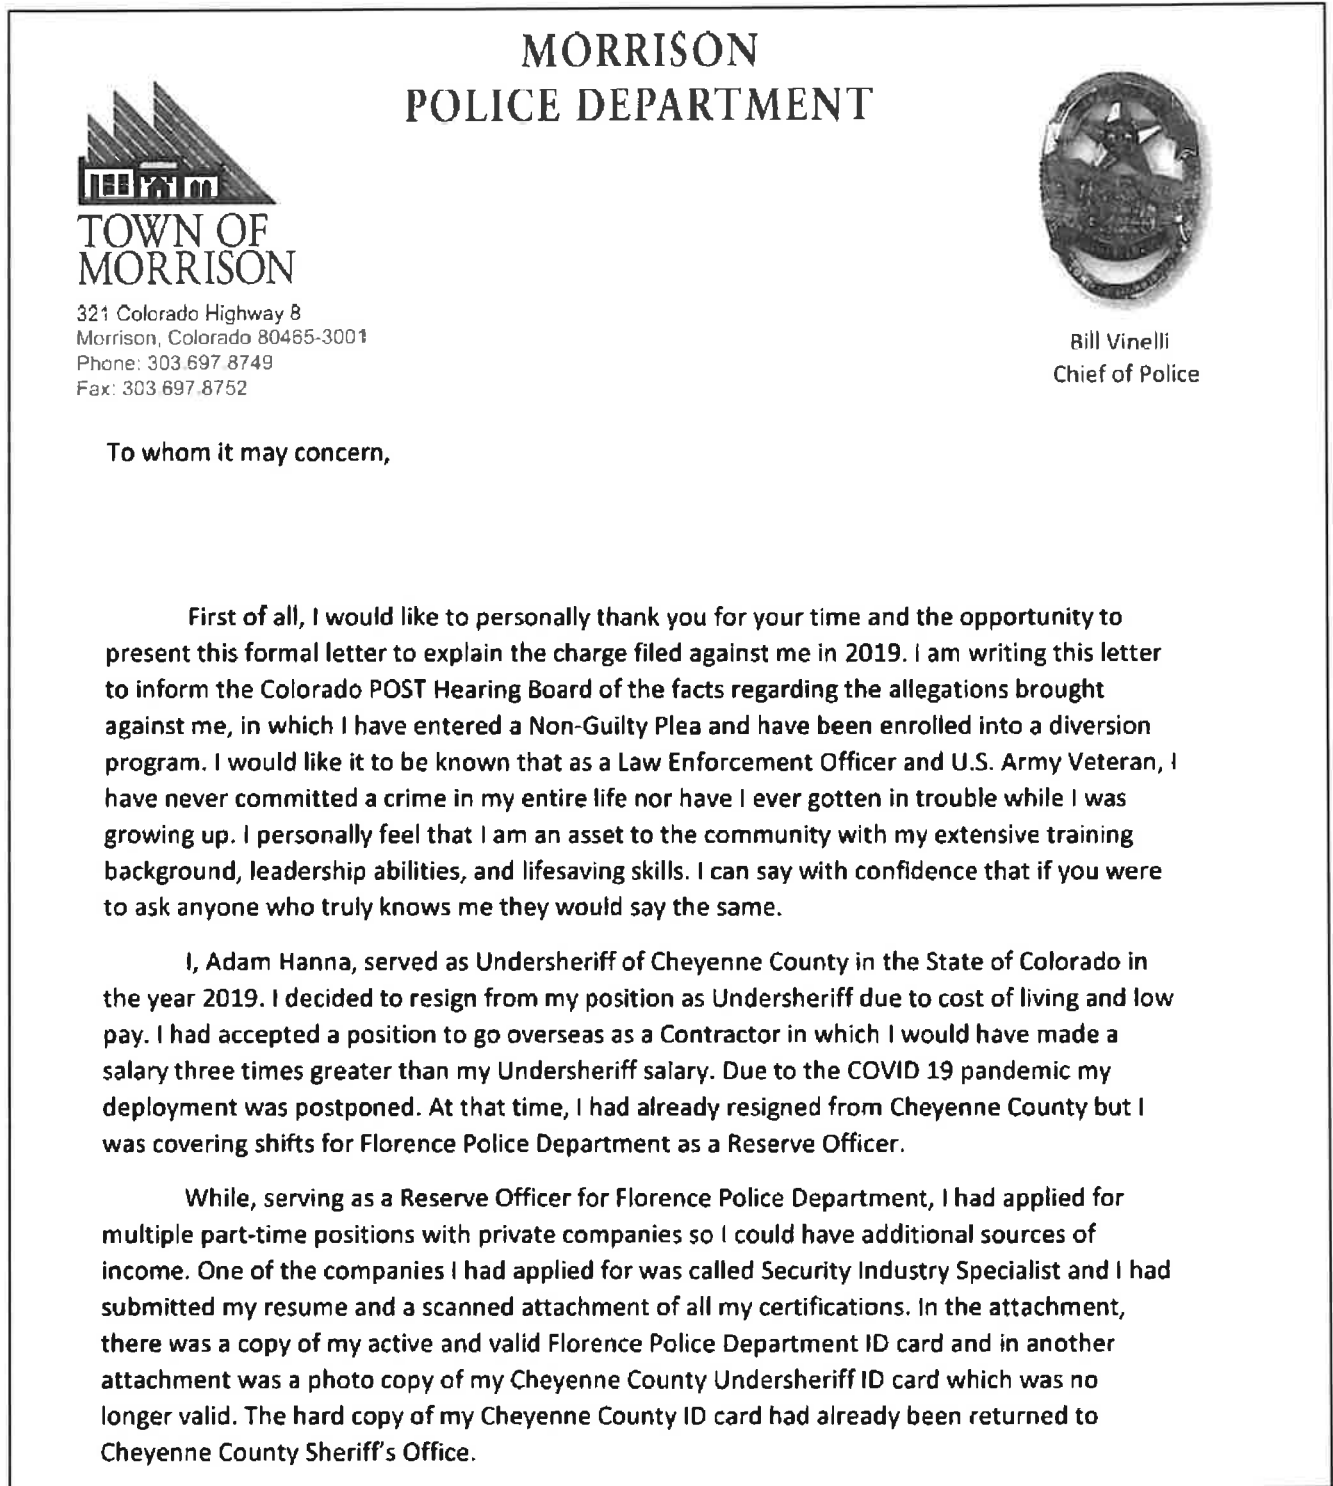 MORRISON
POLICE DEPARTMENT
TOWN OF
MORRISON
321 Colorado Highway 8
Morrison, Colorado 80465-3001
Phone: 303.697.8749
Fax: 303.697.8752
Bill Vinelli
Chief of Police
To whom it may concern,
First of all, I would like to personally thank you for your time and the opportunity to
present this formal letter to explain the charge filed against me in 2019. I am writing this letter
to inform the Colorado POST Hearing Board of the facts regarding the allegations brought
against me, in which I have entered a Non-Guilty Plea and have been enrolled into a diversion
program. I would like it to be known that as a Law Enforcement Officer and U.S. Army Veteran, I
have never committed a crime in my entire life nor have I ever gotten in trouble while I was
growing up. I personally feel that I am an asset to the community with my extensive training
background, leadership abilities, and lifesaving skills. I can say with confidence that if you were
to ask anyone who truly knows me they would say the same.
I, Adam Hanna, served as Undersheriff of Cheyenne County in the State of Colorado in
the year 2019. I decided to resign from my position as Undersheriff due to cost of living and low
pay. I had accepted a position to go overseas as a Contractor in which I would have made a
salary three times greater than my Undersheriff salary. Due to the COVID 19 pandemic my
deployment was postponed. At that time, I had already resigned from Cheyenne County but I
was covering shifts for Florence Police Department as a Reserve Officer.
While, serving as a Reserve Officer for Florence Police Department, I had applied for
multiple part-time positions with private companies so I could have additional sources of
income. One of the companies I had applied for was called Security Industry Specialist and I had
submitted my resume and a scanned attachment of all my certifications. In the attachment,
there was a copy of my active and valid Florence Police Department ID card and in another
attachment was a photo copy of my Cheyenne County Undersheriff ID card which was no
longer valid. The hard copy of my Cheyenne County ID card had already been returned to
Cheyenne County Sheriff's Office.